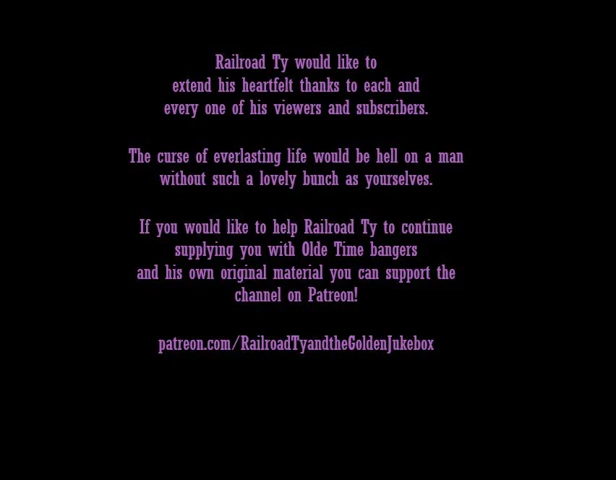 Railroad Ty would like to
extend his heartfelt thanks to each and
every one of his viewers and subscribers.
The curse of everlasting life would be hell on a man
without such a lovely bunch as yourselves.
If you would like to help Railroad Ty to continue
supplying you with Olde Time bangers
and his own original material you can support the
channel on Patreon!
patreon.com/RailroadTyandtheGoldenJukebox